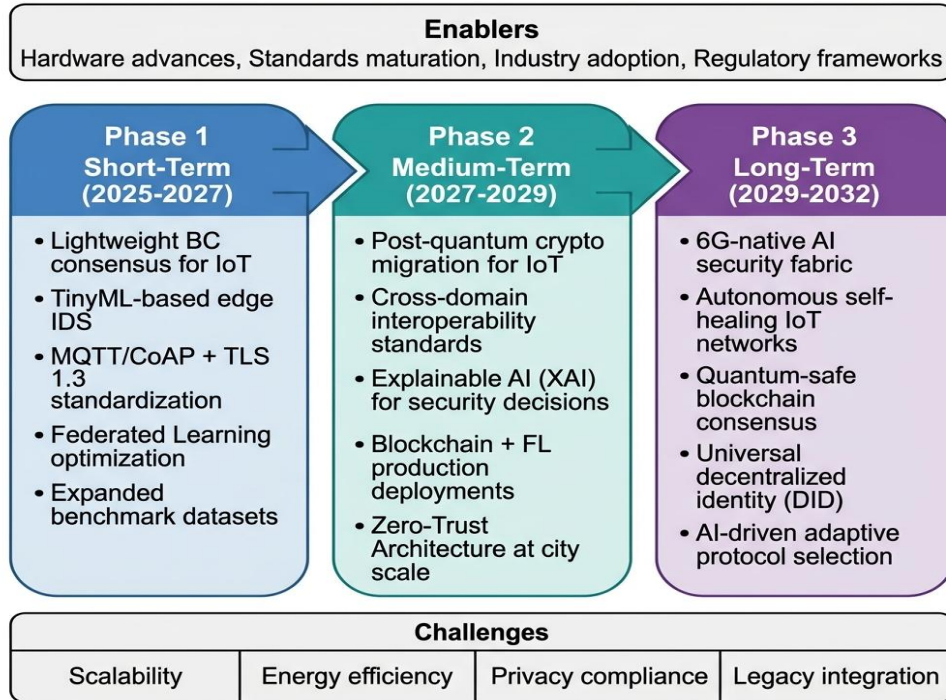 Enablers
Hardware advances, Standards maturation, Industry adoption, Regulatory frameworks
Phase 1
Short-Term
(2025-2027)
• Lightweight BC
consensus for IoT
• TinyML-based edge
IDS
• MQTT/CoAP + TLS
1.3
standardization
• Federated Learning
optimization
• Expanded
benchmark datasets
Phase 2
Medium-Term
(2027-2029)
• Post-quantum crypto
migration for IoT
• Cross-domain
interoperability
standards
• Explainable AI (XAI)
for security decisions
• Blockchain + FL
production
deployments
• Zero-Trust
Architecture at city
scale
Phase 3
Long-Term
(2029-2032)
• 6G-native AI
security fabric
• Autonomous self-
healing IoT
networks
• Quantum-safe
blockchain
consensus
• Universal
decentralized
identity (DID)
• AI-driven adaptive
protocol selection
Challenges
Scalability
Energy efficiency
Privacy compliance
Legacy integration